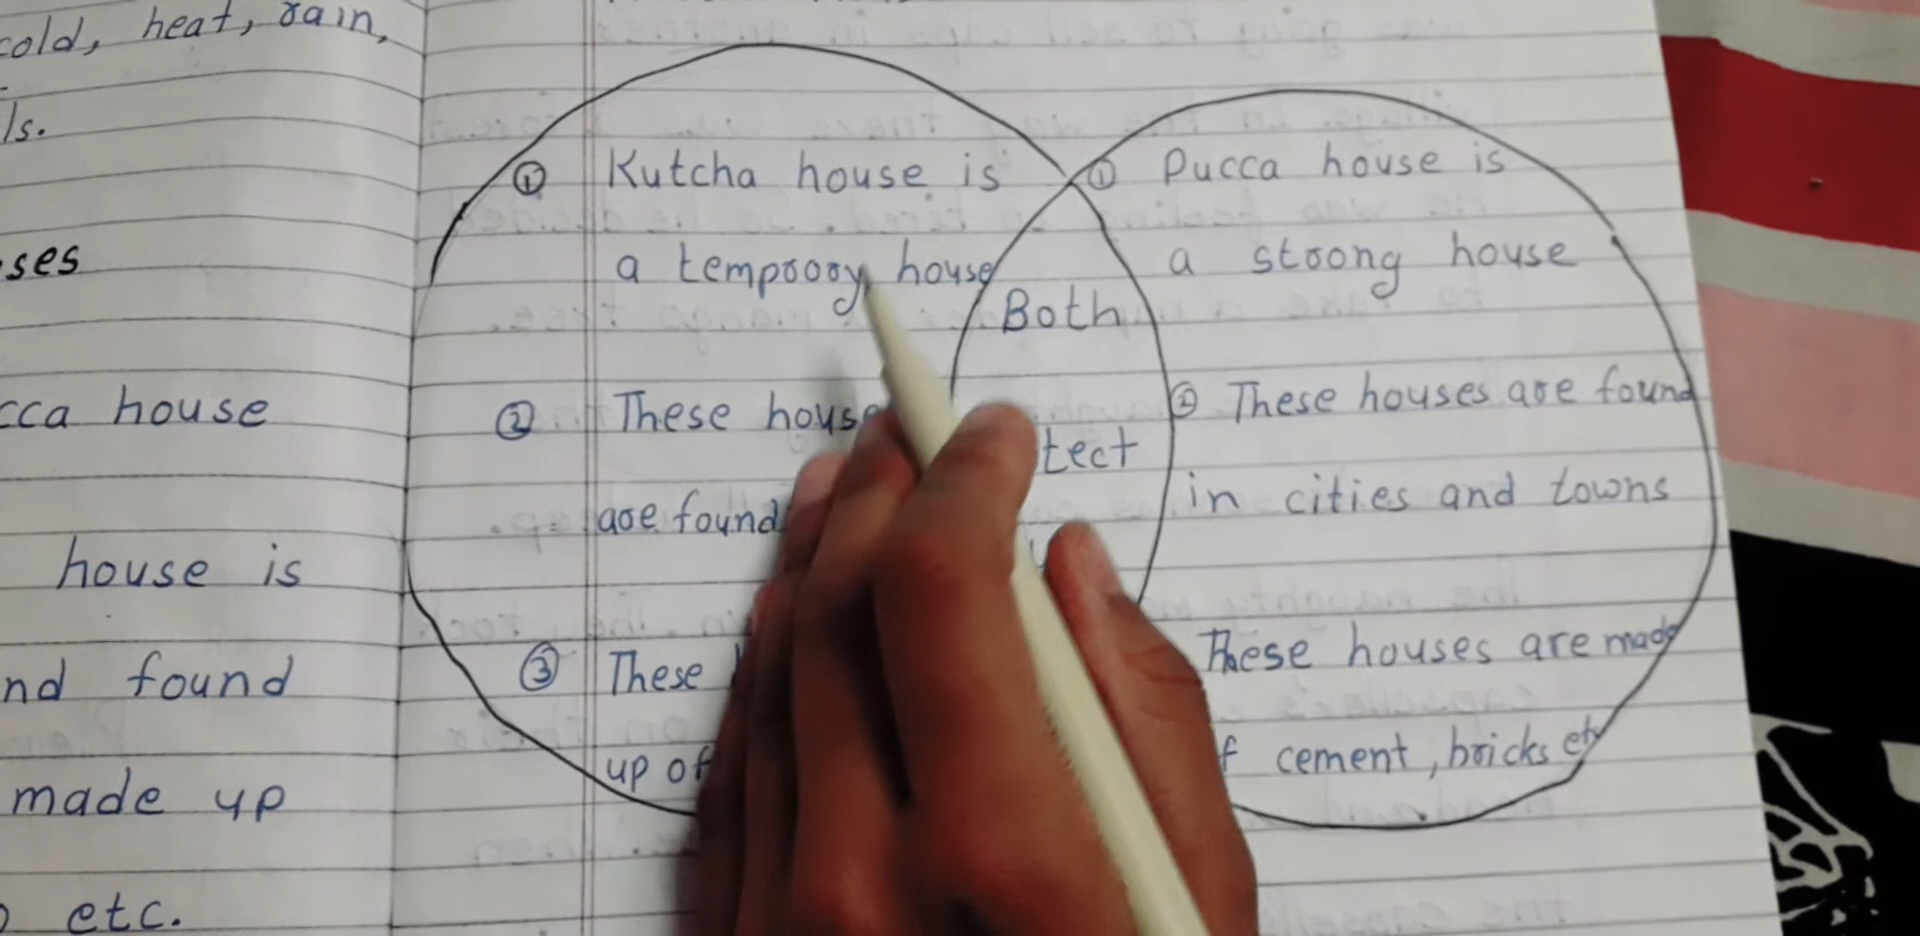 cold, heat, rain,
ls.
ses
cca house
house is
nd found
made up
etc.
① Kutcha house is
a temprory house
② These house
are found
③ These
up of
Both
tect
① Pucca house is
a strong house
② These houses are found
in cities and towns
These houses are made
f cement, bricks etc